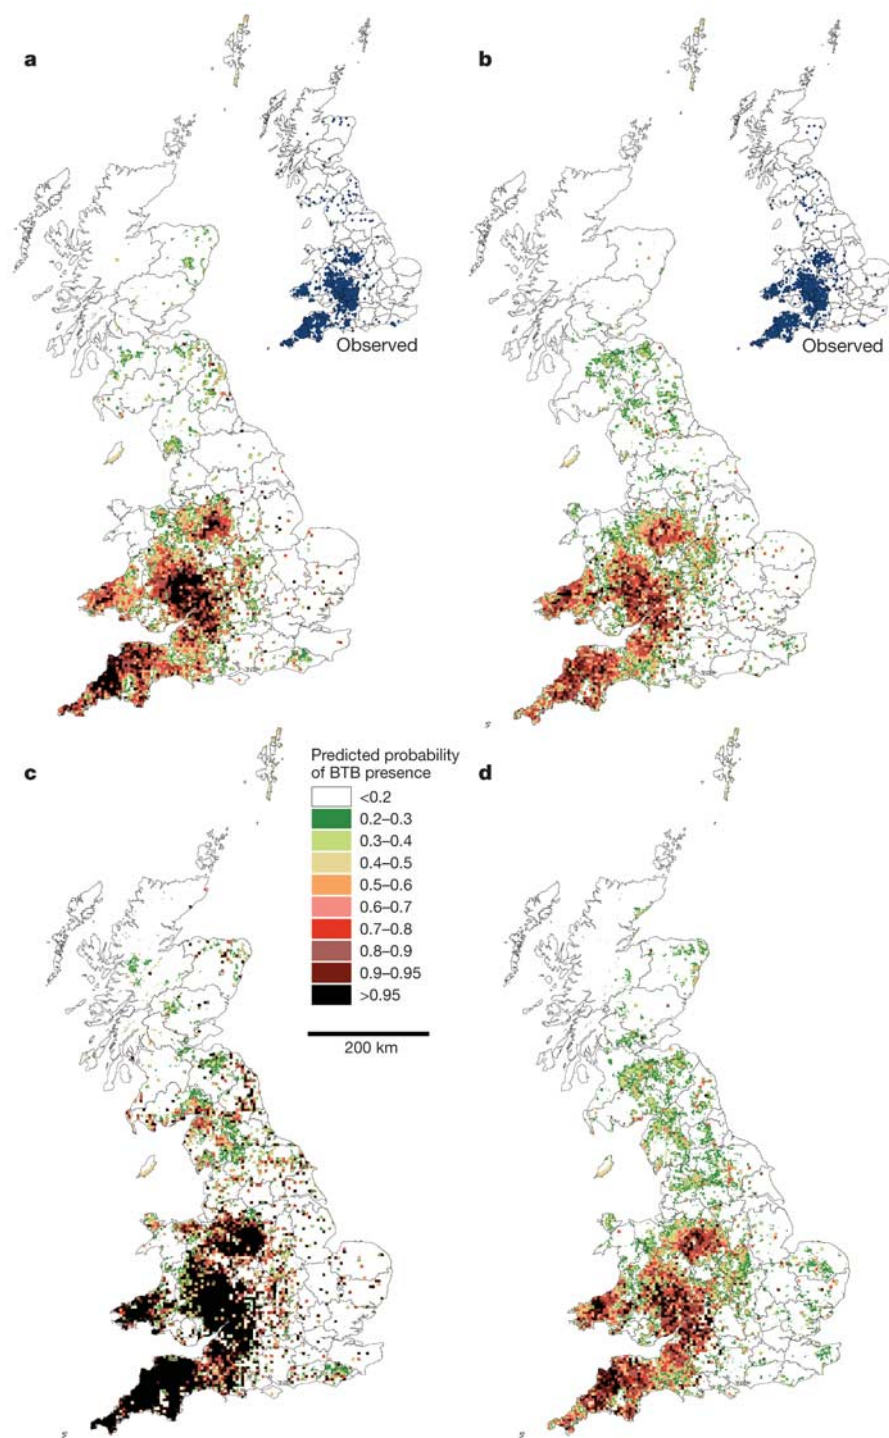 a
b
Observed
Observed
c
Predicted probability
of BTB presence
<0.2
0.2–0.3
0.3–0.4
0.4–0.5
0.5–0.6
0.6–0.7
0.7–0.8
0.8–0.9
0.9–0.95
>0.95
200 km
d